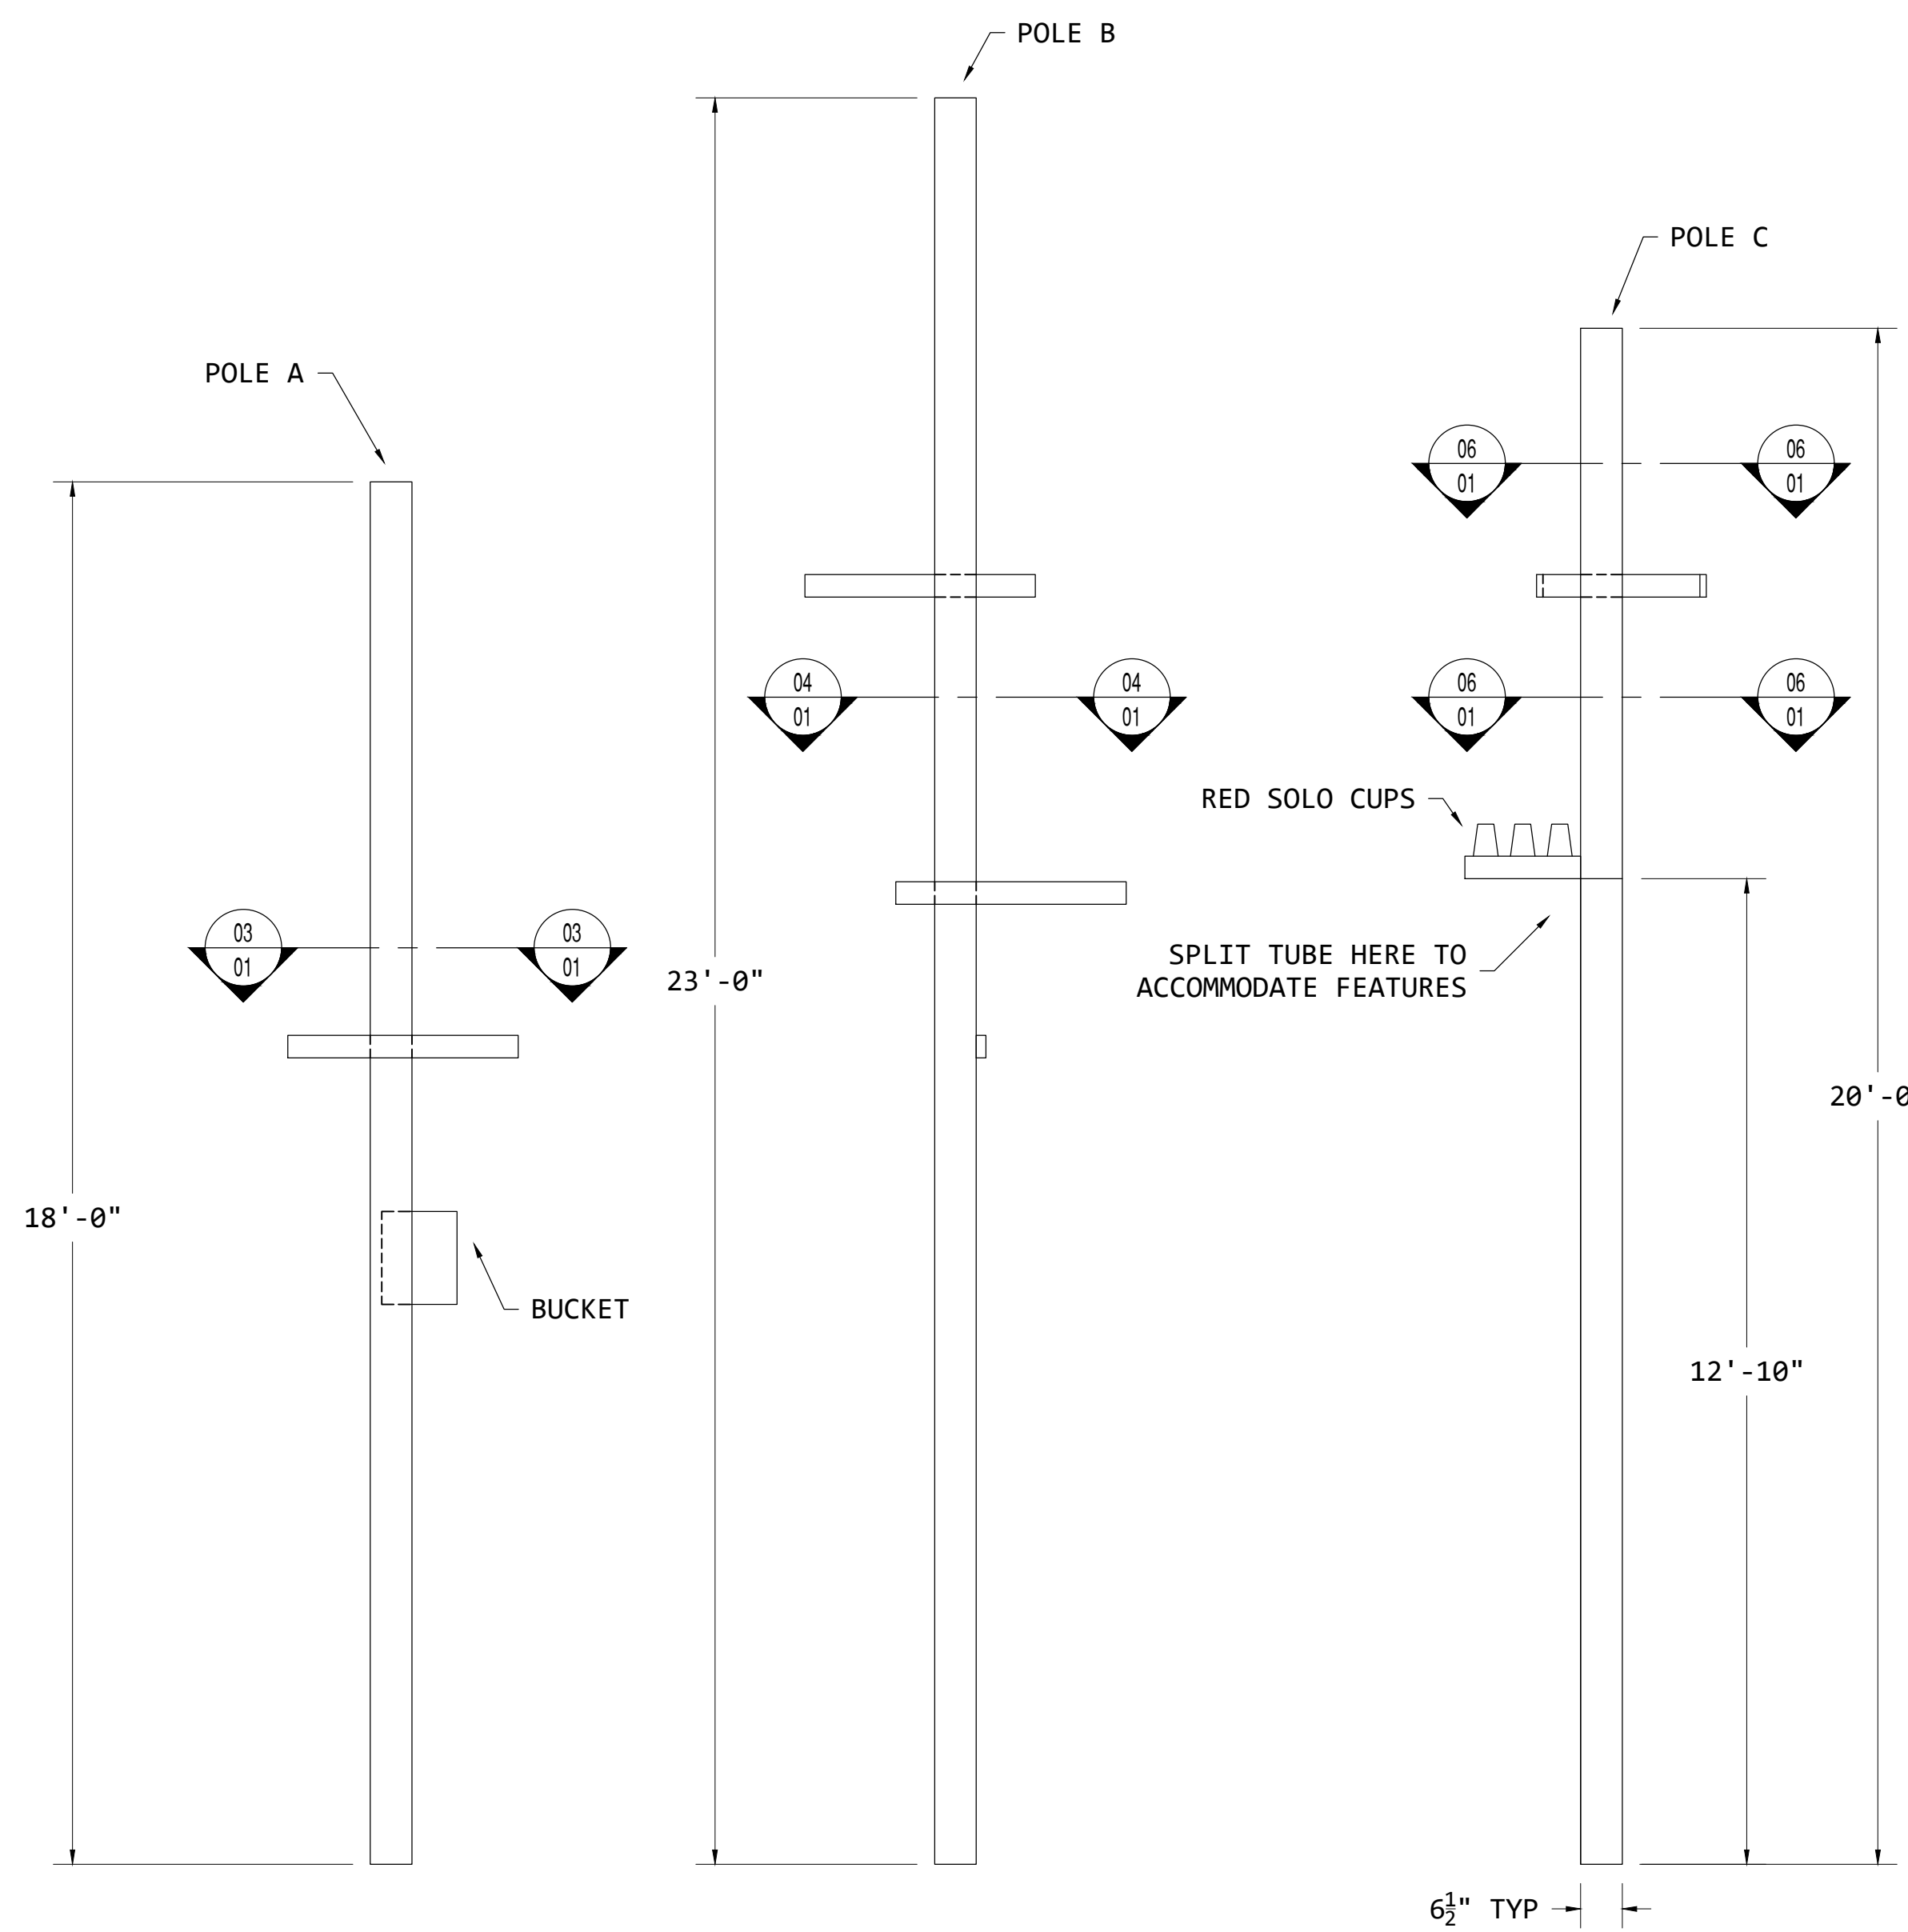 POLE B
POLE C
POLE A
06
01
06
01
04
01
04
01
06
01
06
01
RED SOLO CUPS
03
01
03
01
SPLIT TUBE HERE TO
ACCOMMODATE FEATURES
23'-0"
20'-0
18'-0"
BUCKET
12'-10"
6½" TYP